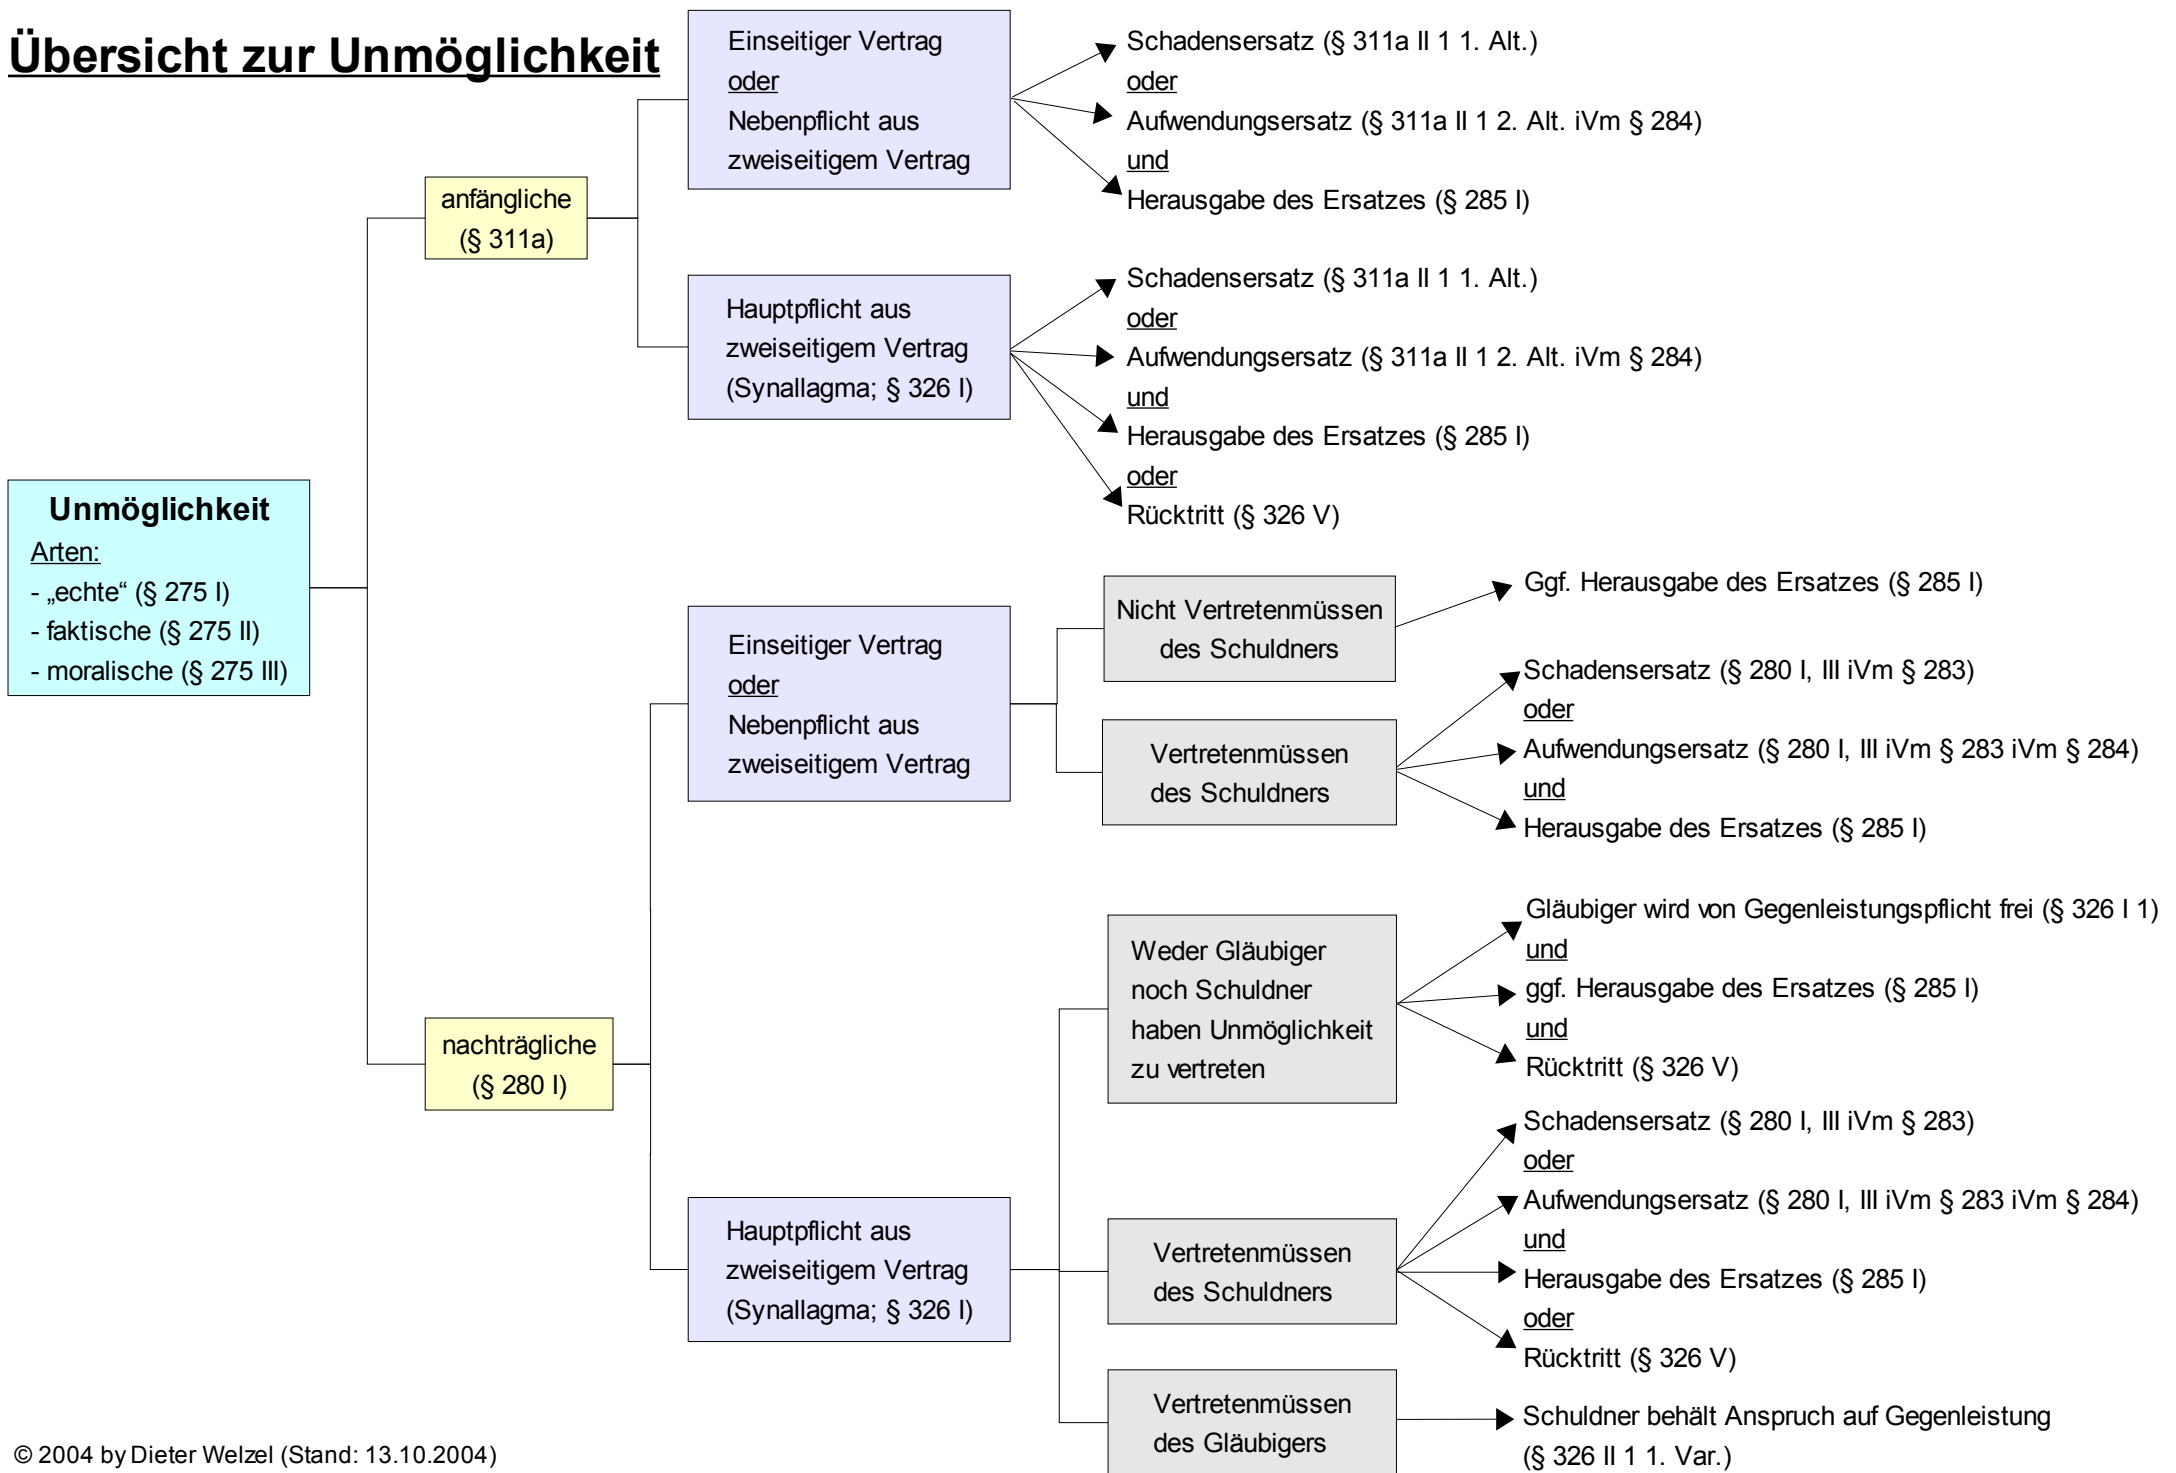 Übersicht zur Unmöglichkeit
Einseitiger Vertrag
oder
Nebenpflicht aus
zweiseitigem Vertrag
Schadensersatz (§ 311a II 1 1. Alt.)
oder
Aufwendungsersatz (§ 311a II 1 2. Alt. iVm § 284)
und
Herausgabe des Ersatzes (§ 285 I)
anfängliche
(§ 311a)
Hauptpflicht aus
zweiseitigem Vertrag
(Synallagma; § 326 I)
Schadensersatz (§ 311a II 1 1. Alt.)
oder
Aufwendungsersatz (§ 311a II 1 2. Alt. iVm § 284)
und
Herausgabe des Ersatzes (§ 285 I)
oder
Rücktritt (§ 326 V)
Unmöglichkeit
Arten:
- „echte“ (§ 275 I)
- faktische (§ 275 II)
- moralische (§ 275 III)
Einseitiger Vertrag
oder
Nebenpflicht aus
zweiseitigem Vertrag
Nicht Vertretenmüssen
des Schuldners
Ggf. Herausgabe des Ersatzes (§ 285 I)
Vertretenmüssen
des Schuldners
Schadensersatz (§ 280 I, III iVm § 283)
oder
Aufwendungsersatz (§ 280 I, III iVm § 283 iVm § 284)
und
Herausgabe des Ersatzes (§ 285 I)
nachträgliche
(§ 280 I)
Hauptpflicht aus
zweiseitigem Vertrag
(Synallagma; § 326 I)
Weder Gläubiger
noch Schuldner
haben Unmöglichkeit
zu vertreten
Gläubiger wird von Gegenleistungspflicht frei (§ 326 I 1)
und
ggf. Herausgabe des Ersatzes (§ 285 I)
und
Rücktritt (§ 326 V)
Vertretenmüssen
des Schuldners
Schadensersatz (§ 280 I, III iVm § 283)
oder
Aufwendungsersatz (§ 280 I, III iVm § 283 iVm § 284)
und
Herausgabe des Ersatzes (§ 285 I)
oder
Rücktritt (§ 326 V)
Vertretenmüssen
des Gläubigers
Schuldner behält Anspruch auf Gegenleistung
(§ 326 II 1 1. Var.)
© 2004 by Dieter Welzel (Stand: 13.10.2004)